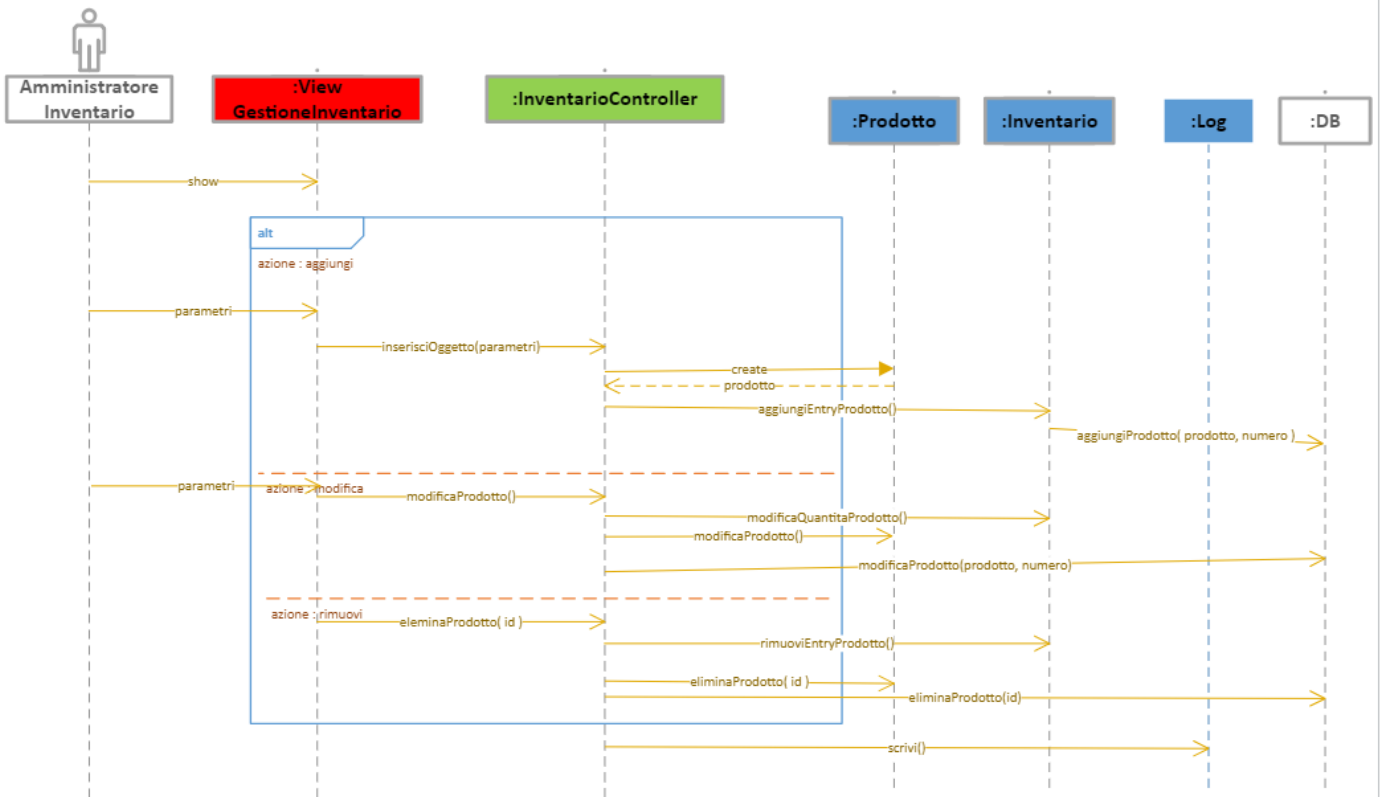 Amministratore
Inventario
:View
GestioneInventario
:InventarioController
:Prodotto
:Inventario
:Log
:DB
show
alt
azione : aggiungi
parametri
inserisciOggetto(parametri)
create
prodotto
aggiungiEntryProdotto()
aggiungiProdotto( prodotto, numero )
parametri
azione : modifica
modificaProdotto()
modificaQuantitaProdotto()
modificaProdotto()
modificaProdotto(prodotto, numero)
azione : rimuovi
eleminaProdotto( id )
rimuoviEntryProdotto()
eliminaProdotto( id )
eliminaProdotto(id)
scrivi()